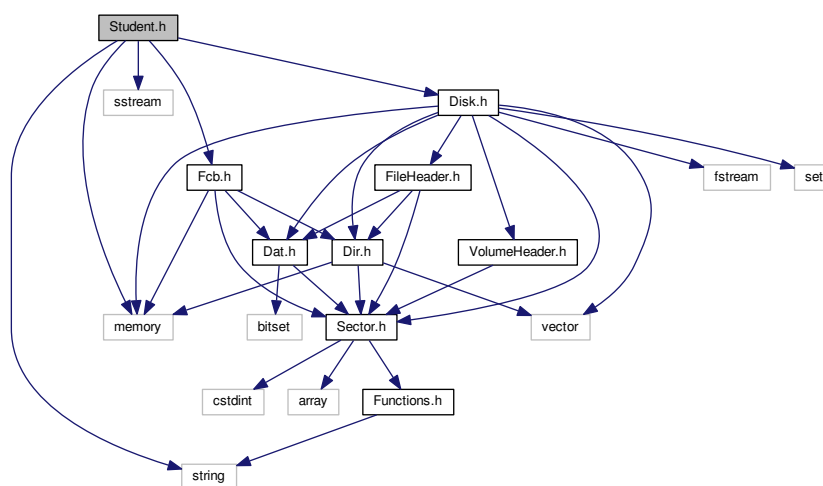 Student.h
sstream
Disk.h
Fcb.h
FileHeader.h
fstream
set
Dat.h
Dir.h
VolumeHeader.h
memory
bitset
Sector.h
vector
cstdint
array
Functions.h
string